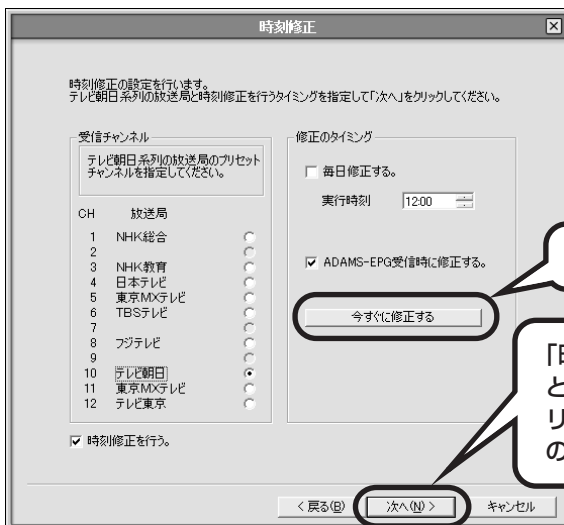 時刻修正
時刻修正の設定を行います。
テレビ朝日系列の放送局と時刻修正を行うタイミングを指定して「次へ」をクリックしてください。
受信チャンネル
テレビ朝日系列の放送局のプリセット
チャンネルを指定してください。
CH 放送局
1 NHK総合
2
3 NHK教育
4 日本テレビ
5 東京MXテレビ
6 TBSテレビ
7
8 フジテレビ
9
10 テレビ朝日
11 東京MXテレビ
12 テレビ東京
時刻修正を行う。
修正のタイミング
毎日修正する。
実行時刻 12:00
ADAMS-EPG受信時に修正する。
今すぐに修正する
と
リ
の
< 戻る(B)
次へ(N) >
キャンセル